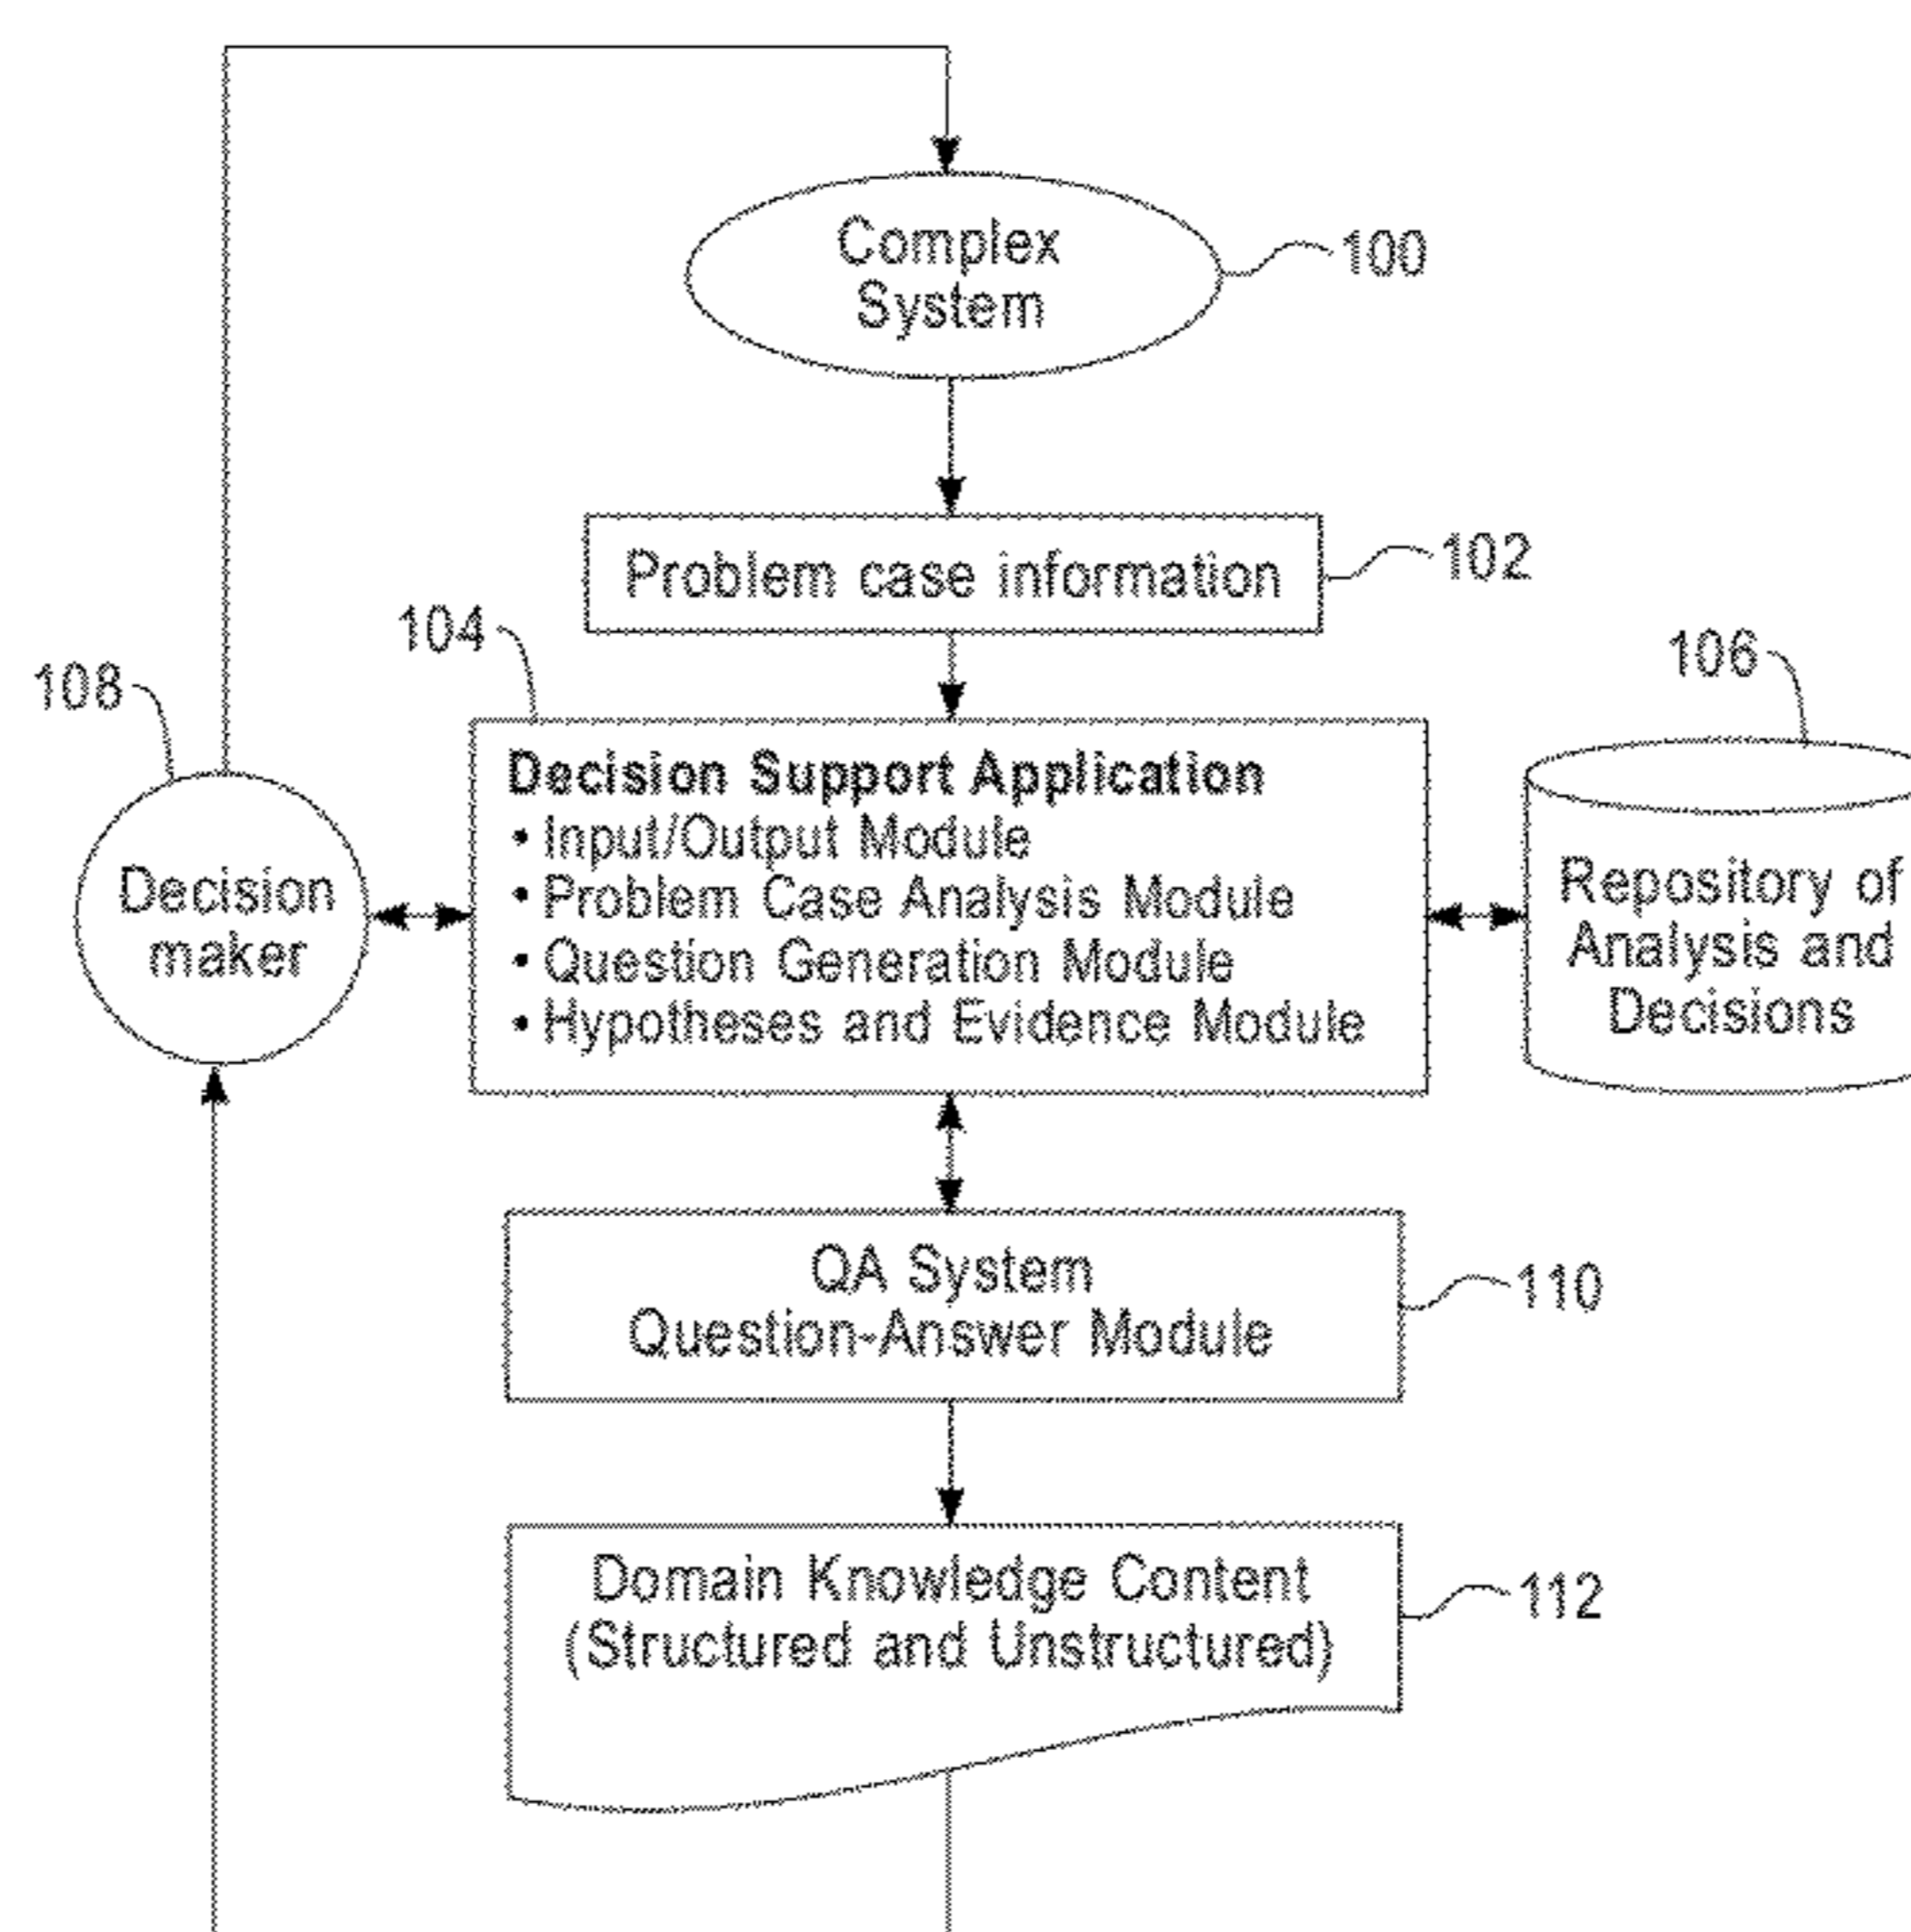 Complex
System
100
Problem case information
102
104
108
106
Decision Support Application
• Input/Output Module
• Problem Case Analysis Module
• Question Generation Module
• Hypotheses and Evidence Module
Decision
maker
Repository of
Analysis and
Decisions
QA System
Question-Answer Module
110
Domain Knowledge Content
(Structured and Unstructured)
112